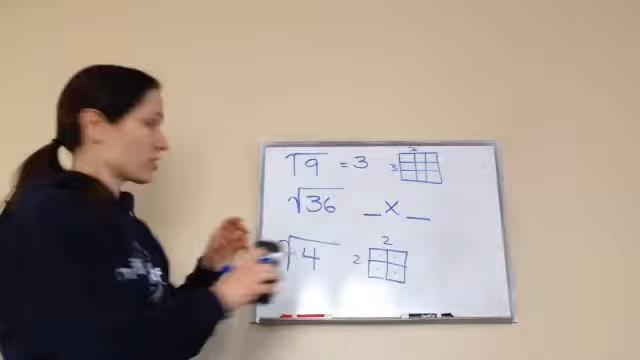 √9 = 3 3
√36 _ x _
√4 2 2